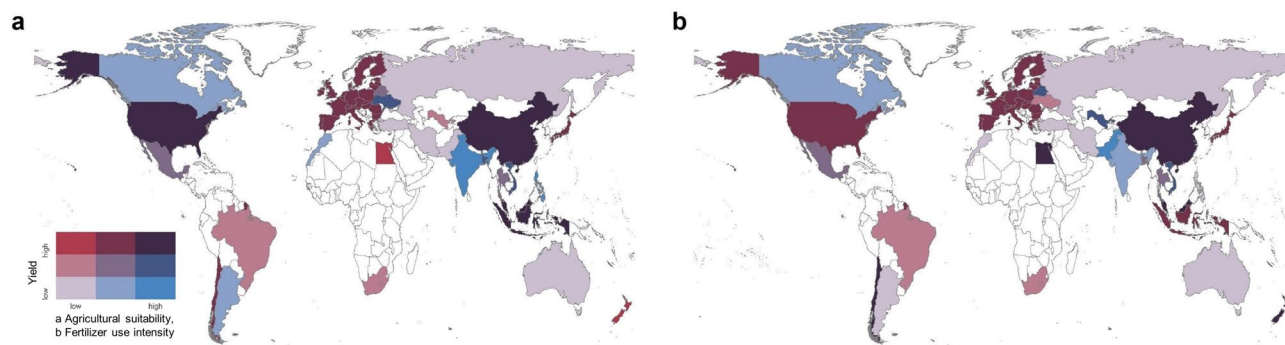 a
b
Yield
high
low
low
high
a Agricultural suitability,
b Fertilizer use intensity